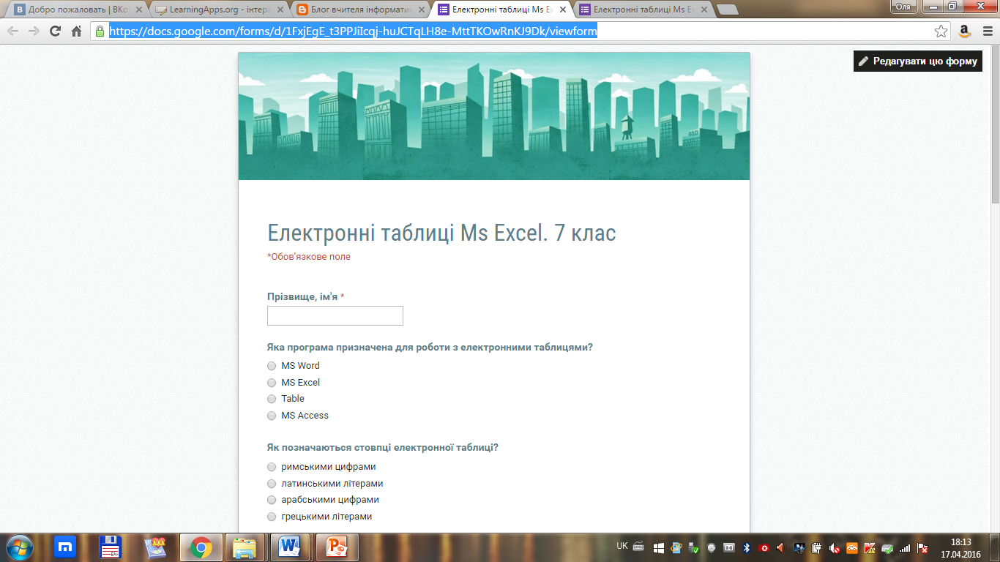 Оля
Добро пожаловать | ВКо
LearningApps.org - інтера
Блог вчителя інформатик
Електронні таблиці Ms Ex
Електронні таблиці Ms Ex
https://docs.google.com/forms/d/1FxjEgE_t3PPJiIcqj-huJCTqLH8e-MttTKOwRnKJ9Dk/viewform
Редагувати цю форму
Електронні таблиці Ms Excel. 7 клас
*Обов'язкове поле
Прізвище, ім'я *
Яка програма призначена для роботи з електронними таблицями?
MS Word
MS Excel
Table
MS Access
Як позначаються стовпці електронної таблиці?
римськими цифрами
латинськими літерами
арабськими цифрами
грецькими літерами
UK
18:13
17.04.2016